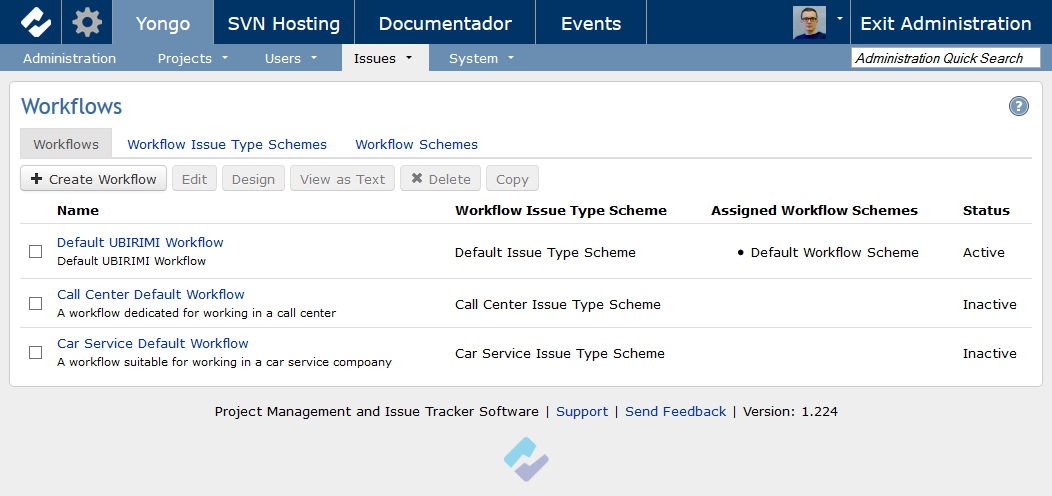 Yongo SVN Hosting Documentador Events Exit Administration
Administration Projects Users Issues System Administration Quick Search
Workflows ?
Workflows Workflow Issue Type Schemes Workflow Schemes
Create Workflow Edit Design View as Text Delete Copy
Name Workflow Issue Type Scheme Assigned Workflow Schemes Status
Default UBIRIMI Workflow
Default UBIRIMI Workflow Default Issue Type Scheme • Default Workflow Scheme Active
Call Center Default Workflow
A workflow dedicated for working in a call center Call Center Issue Type Scheme Inactive
Car Service Default Workflow
A workflow suitable for working in a car service compoany Car Service Issue Type Scheme Inactive
Project Management and Issue Tracker Software | Support | Send Feedback | Version: 1.224